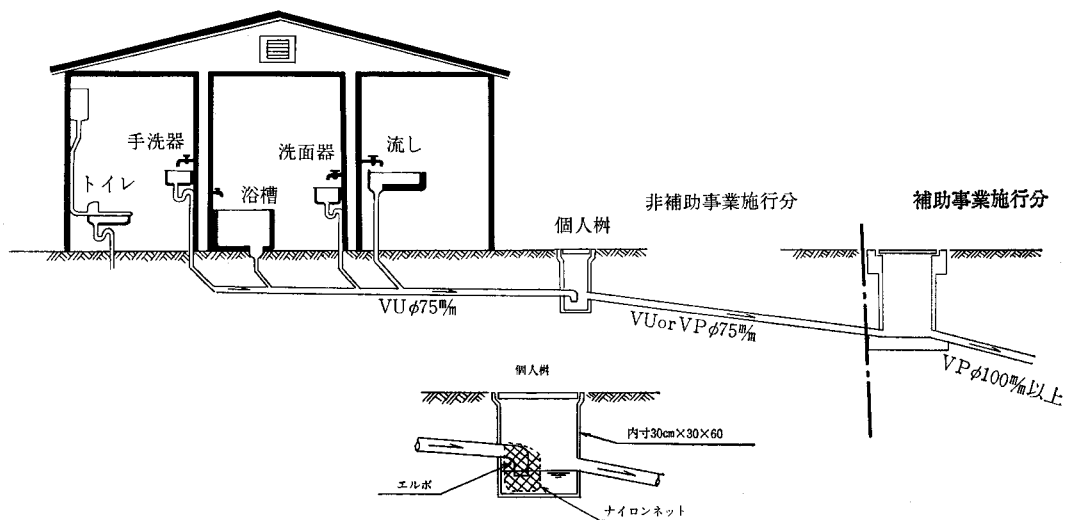 手洗器
洗面器
流し
トイレ
浴槽
非補助事業施行分
補助事業施行分
個人桝
VUφ75m/m
VUorVPφ75m/m
VPφ100m/m以上
個人桝
内寸30cm×30×60
エルボ
ナイロンネット